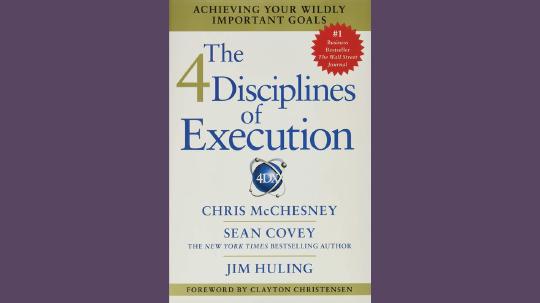 ACHIEVING YOUR WILDLY
IMPORTANT GOALS
#1
Business
Bestseller
The Wall Street
Journal
The
4 Disciplines
of
Execution
4DX
CHRIS McCHESNEY
SEAN COVEY
THE NEW YORK TIMES BESTSELLING AUTHOR
JIM HULING
FOREWORD BY CLAYTON CHRISTENSEN